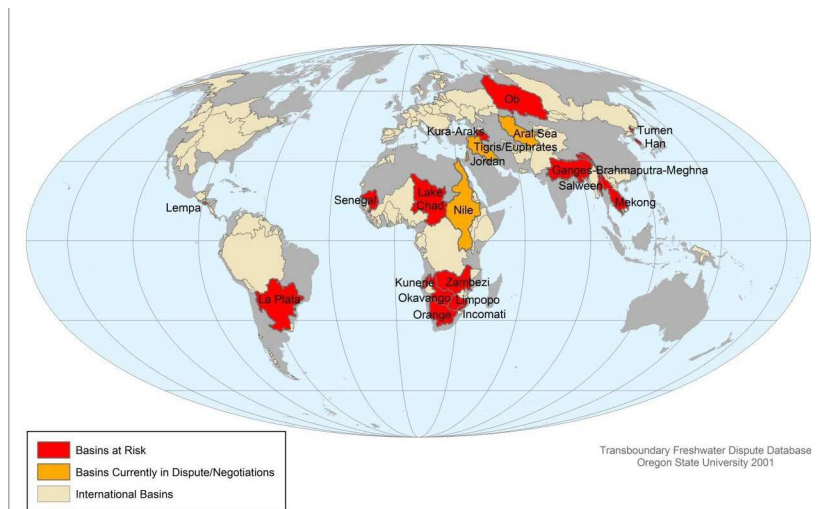 Ob
Kura-Araks
Aral Sea
Tumen
Tigris/Euphrates
Han
Jordan
Ganges-Brahmaputra-Meghna
Salween
Senegal
Lake
Chad
Mekong
Lempa
Nile
Kunene
Zambezi
La Plata
Okavango
Limpopo
Orange
Incomati
Basins at Risk
Basins Currently in Dispute/Negotiations
International Basins
Transboundary Freshwater Dispute Database
Oregon State University 2001